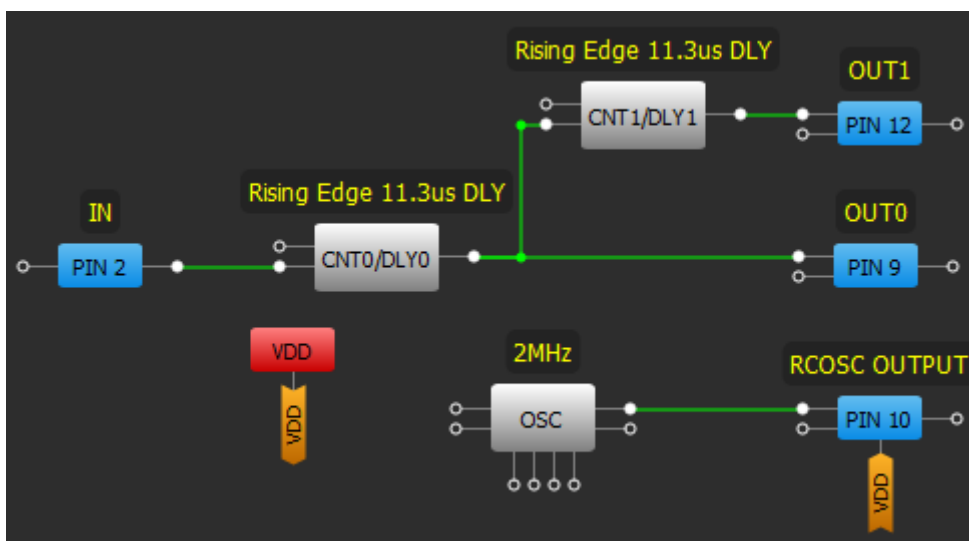 Rising Edge 11.3us DLY
OUT1
CNT1/DLY1
PIN 12
Rising Edge 11.3us DLY
IN
OUT0
PIN 2
CNT0/DLY0
PIN 9
VDD
2MHz
RCOSC OUTPUT
VDD
OSC
PIN 10
VDD